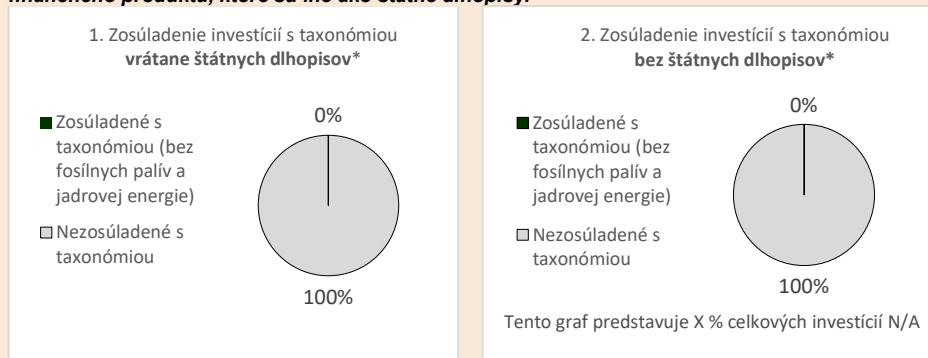 finančného produktu, ktoré sú iné ako štátne dlhopisy.
1. Zosúladenie investícií s taxonómiou
vrátane štátnych dlhopisov*
Zosúladené s
taxonómiou (bez
fosílnych palív a
jadrovej energie)
Nezosúladené s
taxonómiou
0%
100%
2. Zosúladenie investícií s taxonómiou
bez štátnych dlhopisov*
Zosúladené s
taxonómiou (bez
fosílnych palív a
jadrovej energie)
Nezosúladené s
taxonómiou
0%
100%
Tento graf predstavuje X % celkových investícií N/A